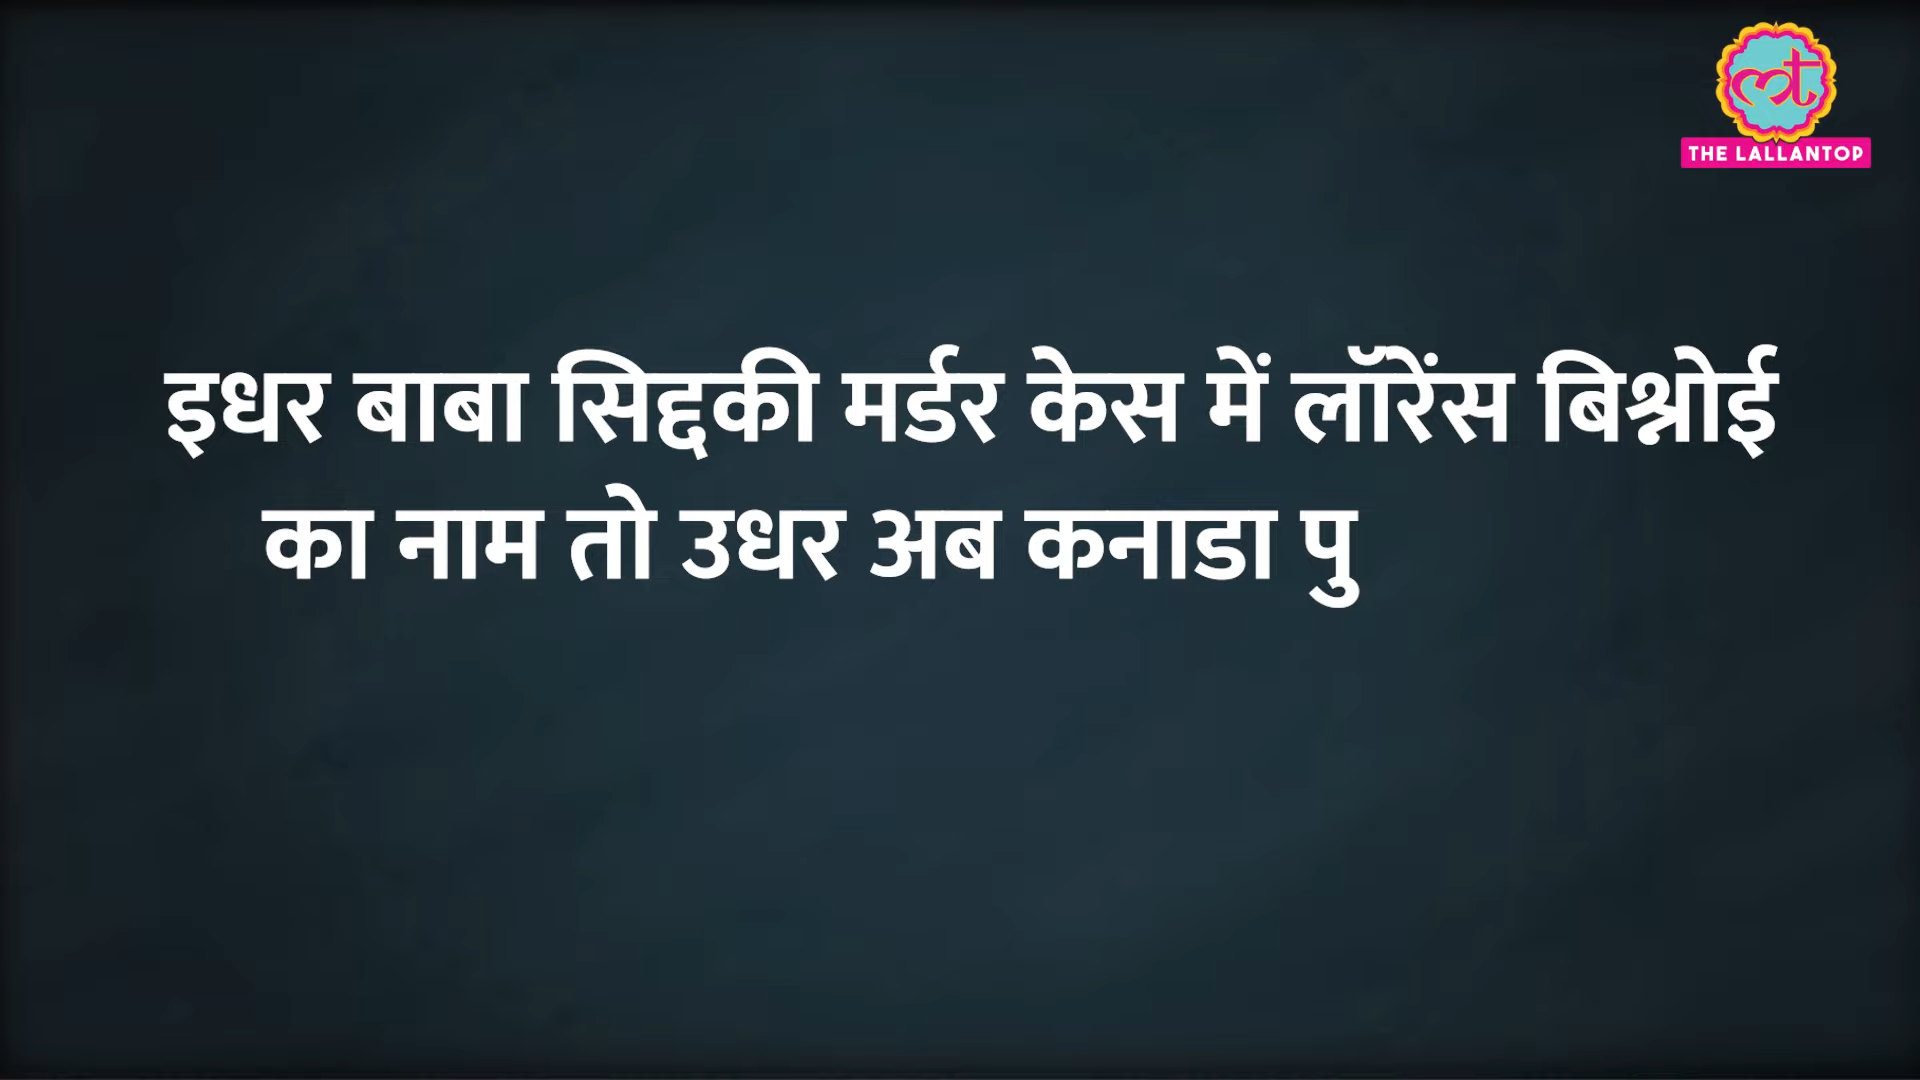 THE LALLANTOP
इधर बाबा सिद्दकी मर्डर केस में लॉरेंस बिश्नोई
का नाम तो उधर अब कनाडा पु